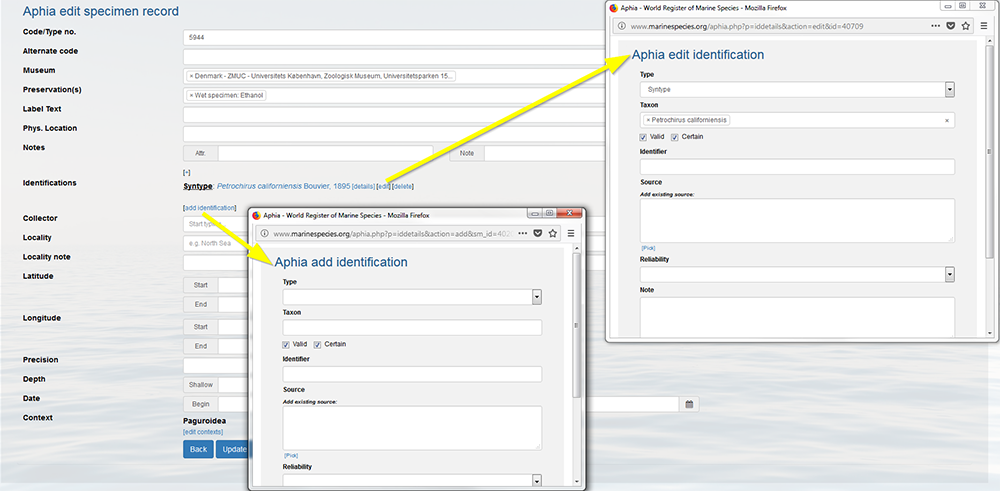 Aphia edit specimen record
Code/Type no.
5944
Alternate code
Museum
× Denmark - ZMUC - Universitets København, Zoologisk Museum, Universitetsparken 15...
Preservation(s)
× Wet specimen: Ethanol
Label Text
Phys. Location
Notes
Attr.
Note
[+]
Identifications
Syntype: Petrochirus californiensis Bouvier, 1895 [details] [edit] [delete]
[add identification]
Collector
Locality
e.g. North Sea
Locality note
Latitude
Start
End
Longitude
Start
End
Precision
Depth
Shallow
Date
Begin
Context
Paguroidea
[edit contexts]
Back
Update
Aphia - World Register of Marine Species - Mozilla Firefox
www.marinespecies.org/aphia.php?p=iddetails&action=add&sm_id=402
Aphia add identification
Type
Taxon
Valid
Certain
Identifier
Source
Add existing source:
[Pick]
Reliability
Aphia - World Register of Marine Species - Mozilla Firefox
www.marinespecies.org/aphia.php?p=iddetails&action=edit&id=40709
Aphia edit identification
Type
Syntype
Taxon
× Petrochirus californiensis
×
Valid
Certain
Identifier
Source
Add existing source:
[Pick]
Reliability
Note